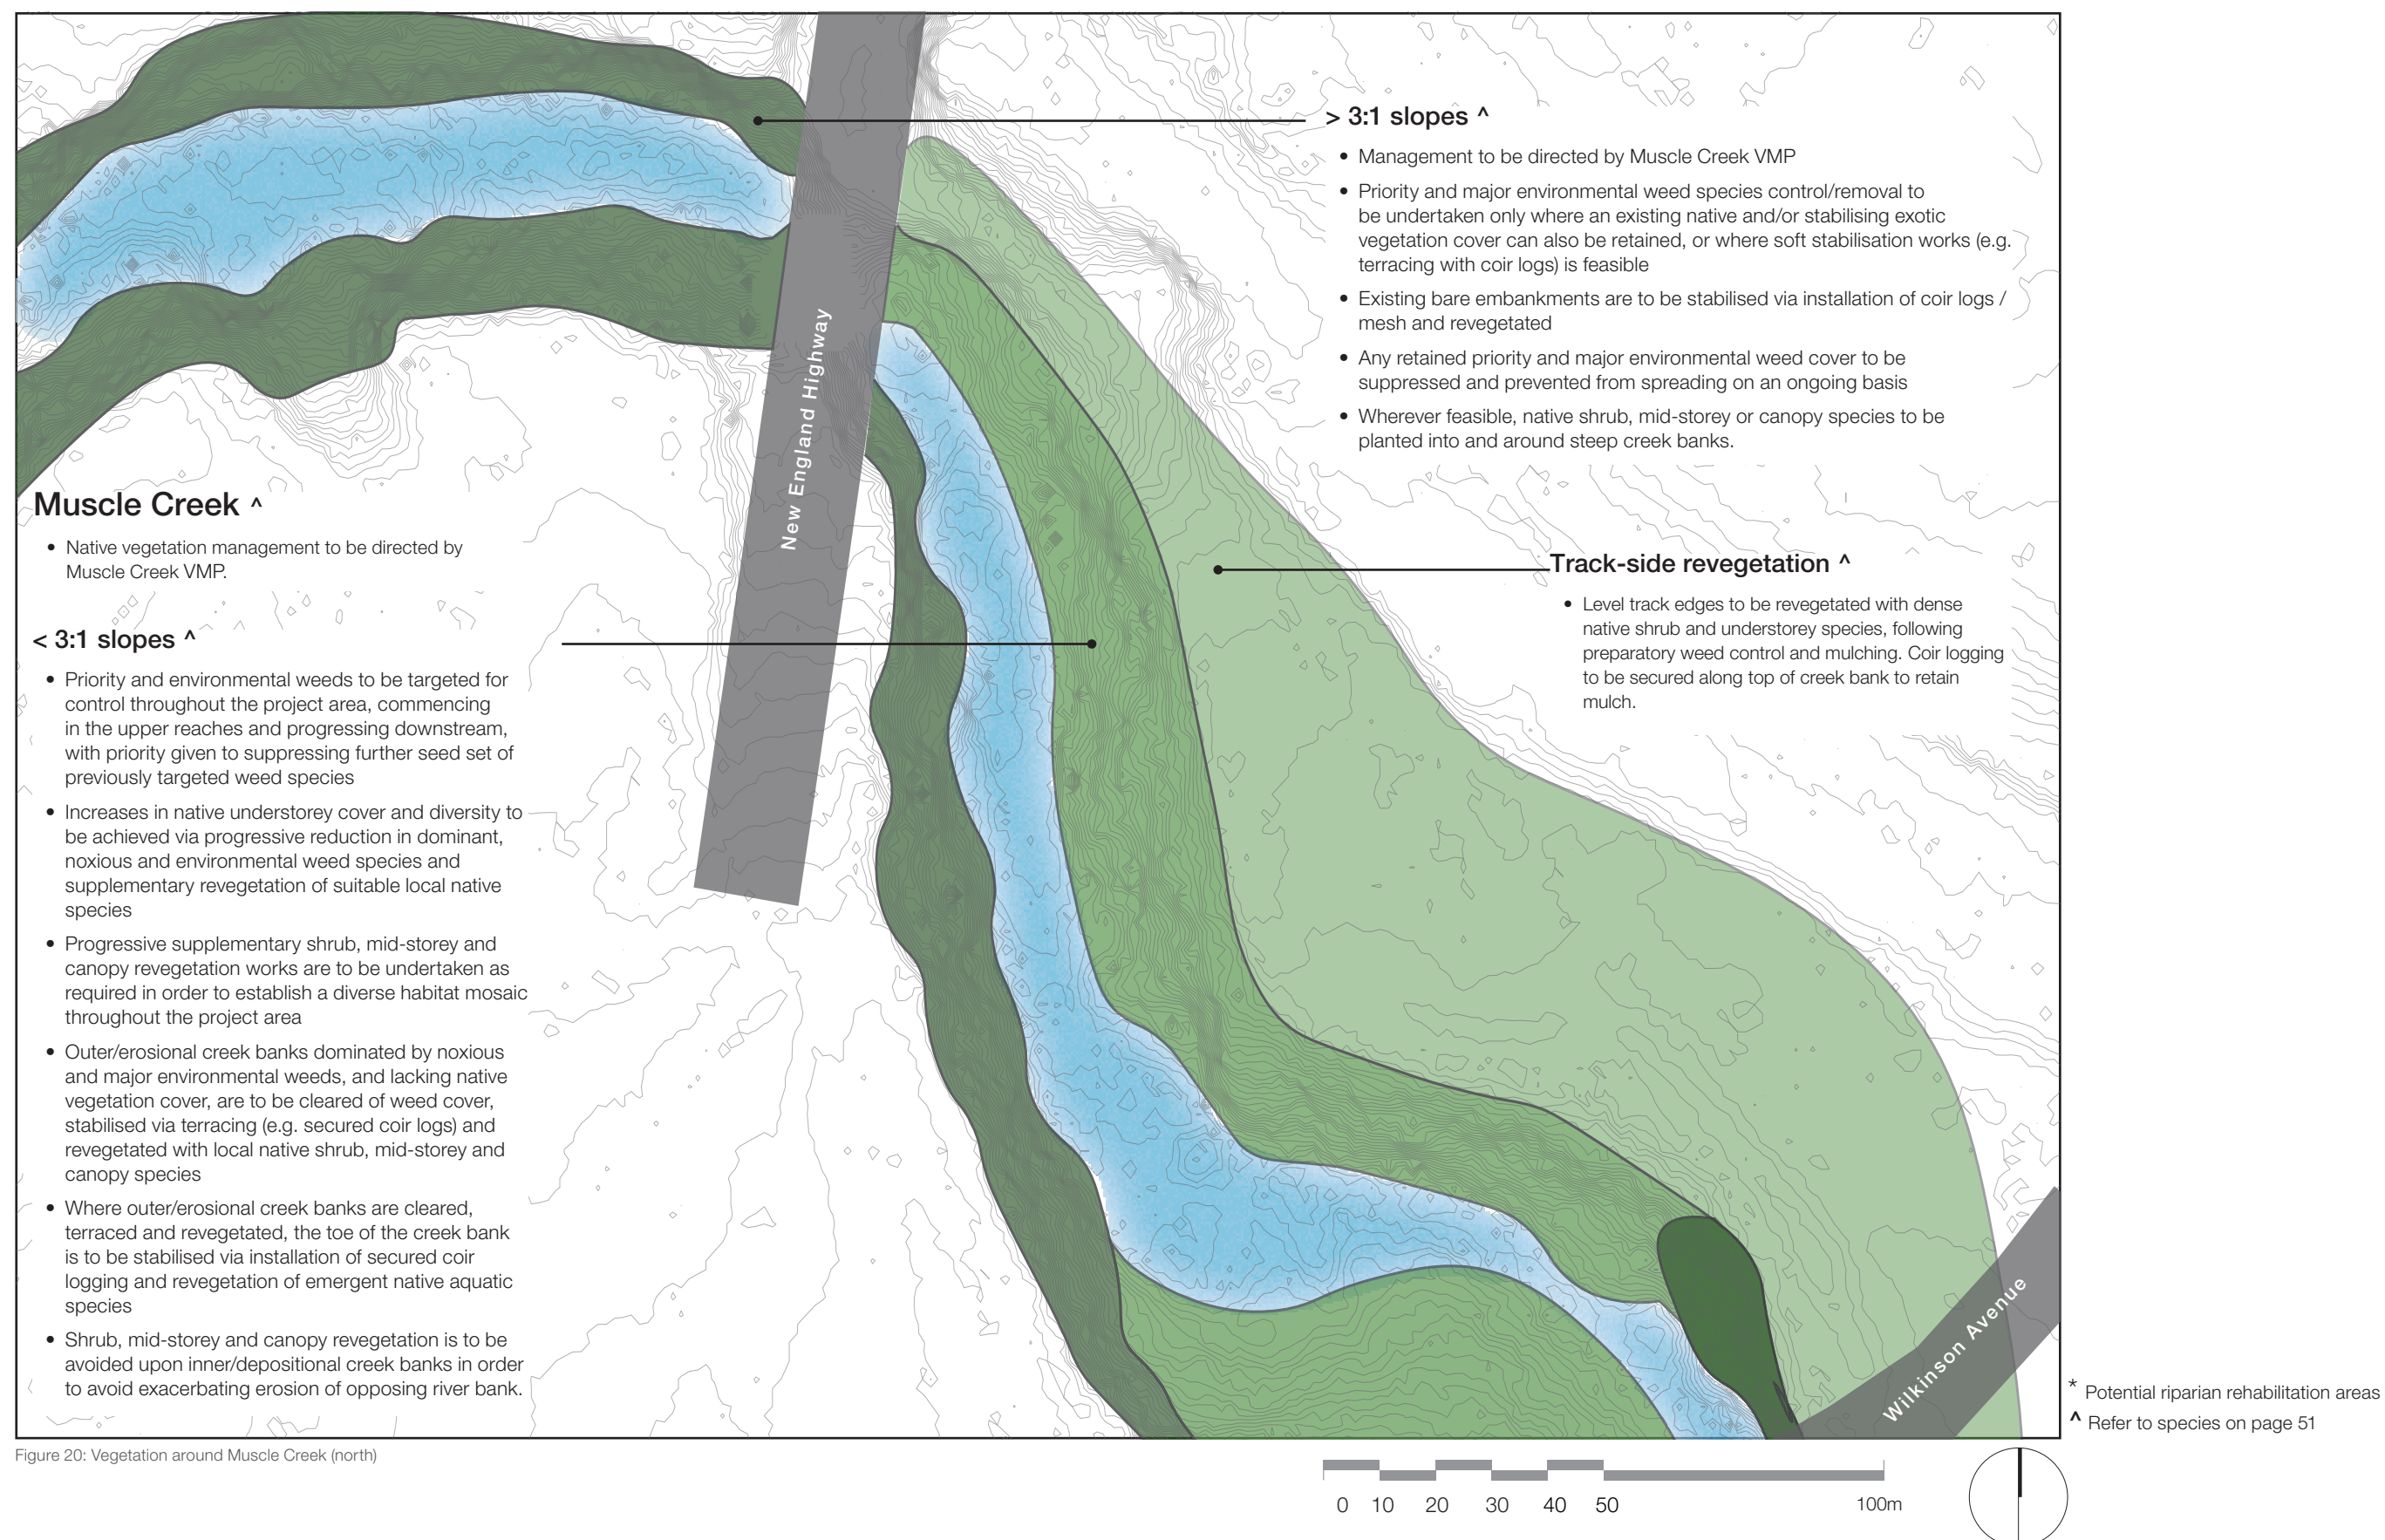 > 3:1 slopes ^
• Management to be directed by Muscle Creek VMP
• Priority and major environmental weed species control/removal to
be undertaken only where an existing native and/or stabilising exotic
vegetation cover can also be retained, or where soft stabilisation works (e.g.
terracing with coir logs) is feasible
• Existing bare embankments are to be stabilised via installation of coir logs /
mesh and revegetated
• Any retained priority and major environmental weed cover to be
suppressed and prevented from spreading on an ongoing basis
• Wherever feasible, native shrub, mid-storey or canopy species to be
planted into and around steep creek banks.
New England Highway
Muscle Creek ^
• Native vegetation management to be directed by
Muscle Creek VMP.
< 3:1 slopes ^
• Priority and environmental weeds to be targeted for
control throughout the project area, commencing
in the upper reaches and progressing downstream,
with priority given to suppressing further seed set of
previously targeted weed species
• Increases in native understorey cover and diversity to
be achieved via progressive reduction in dominant,
noxious and environmental weed species and
supplementary revegetation of suitable local native
species
• Progressive supplementary shrub, mid-storey and
canopy revegetation works are to be undertaken as
required in order to establish a diverse habitat mosaic
throughout the project area
• Outer/erosional creek banks dominated by noxious
and major environmental weeds, and lacking native
vegetation cover, are to be cleared of weed cover,
stabilised via terracing (e.g. secured coir logs) and
revegetated with local native shrub, mid-storey and
canopy species
• Where outer/erosional creek banks are cleared,
terraced and revegetated, the toe of the creek bank
is to be stabilised via installation of secured coir
logging and revegetation of emergent native aquatic
species
• Shrub, mid-storey and canopy revegetation is to be
avoided upon inner/depositional creek banks in order
to avoid exacerbating erosion of opposing river bank.
Track-side revegetation ^
• Level track edges to be revegetated with dense
native shrub and understorey species, following
preparatory weed control and mulching. Coir logging
to be secured along top of creek bank to retain
mulch.
Wilkinson Avenue
* Potential riparian rehabilitation areas
^ Refer to species on page 51
Figure 20: Vegetation around Muscle Creek (north)
0 10 20 30 40 50 100m